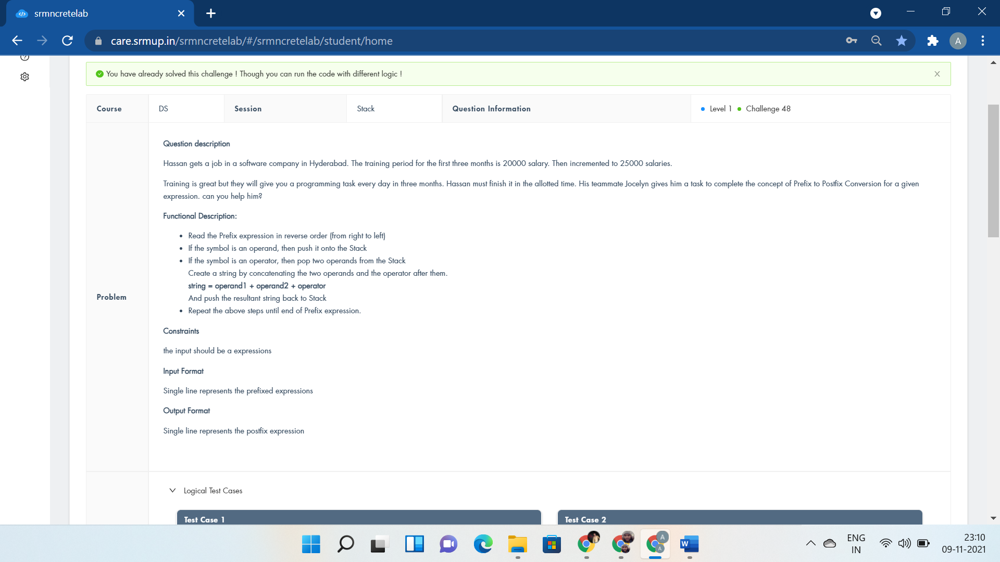 srmncretelab
care.srmup.in/srmncretelab/#/srmncretelab/student/home
A
You have already solved this challenge ! Though you can run the code with different logic !
Course DS Session Stack Question Information Level 1 Challenge 48
Problem
Question description
Hassan gets a job in a software company in Hyderabad. The training period for the first three months is 20000 salary. Then incremented to 25000 salaries.
Training is great but they will give you a programming task every day in three months. Hassan must finish it in the allotted time. His teammate Jocelyn gives him a task to complete the concept of Prefix to Postfix Conversion for a given
expression. can you help him?
Functional Description:
• Read the Prefix expression in reverse order (from right to left)
• If the symbol is an operand, then push it onto the Stack
• If the symbol is an operator, then pop two operands from the Stack
Create a string by concatenating the two operands and the operator after them.
string = operand1 + operand2 + operator
And push the resultant string back to Stack
• Repeat the above steps until end of Prefix expression.
Constraints
the input should be a expressions
Input Format
Single line represents the prefixed expressions
Output Format
Single line represents the postfix expression
Logical Test Cases
Test Case 1
Test Case 2
A
A
W
ENG
IN
23:10
09-11-2021